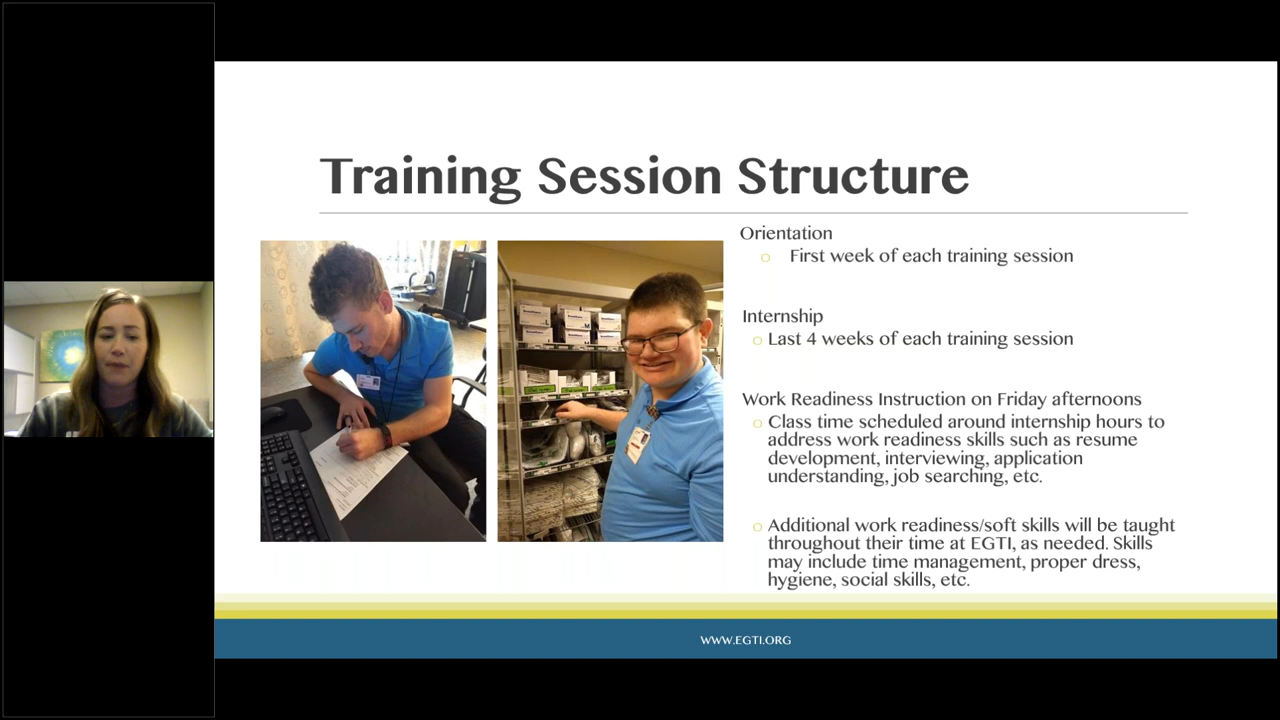 Training Session Structure
Orientation
o First week of each training session
Internship
o Last 4 weeks of each training session
Work Readiness Instruction on Friday afternoons
o Class time scheduled around internship hours to
address work readiness skills such as resume
development, interviewing, application
understanding, job searching, etc.
o Additional work readiness/soft skills will be taught
throughout their time at EGTI, as needed. Skills
may include time management, proper dress,
hygiene, social skills, etc.
WWW.EGTI.ORG